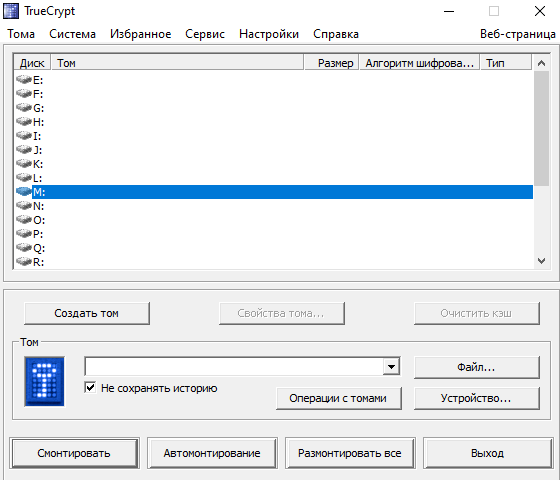 TrueCrypt
Тома Система Избранное Сервис Настройки Справка Веб-страница
Диск Том Размер Алгоритм шифрова... Тип
E:
F:
G:
H:
I:
J:
K:
L:
M:
N:
O:
P:
Q:
R:
Создать том Свойства тома... Очистить кэш
Том
Файл...
Не сохранять историю
Операции с томами Устройство...
Смонтировать Автомонтирование Размонтировать все Выход